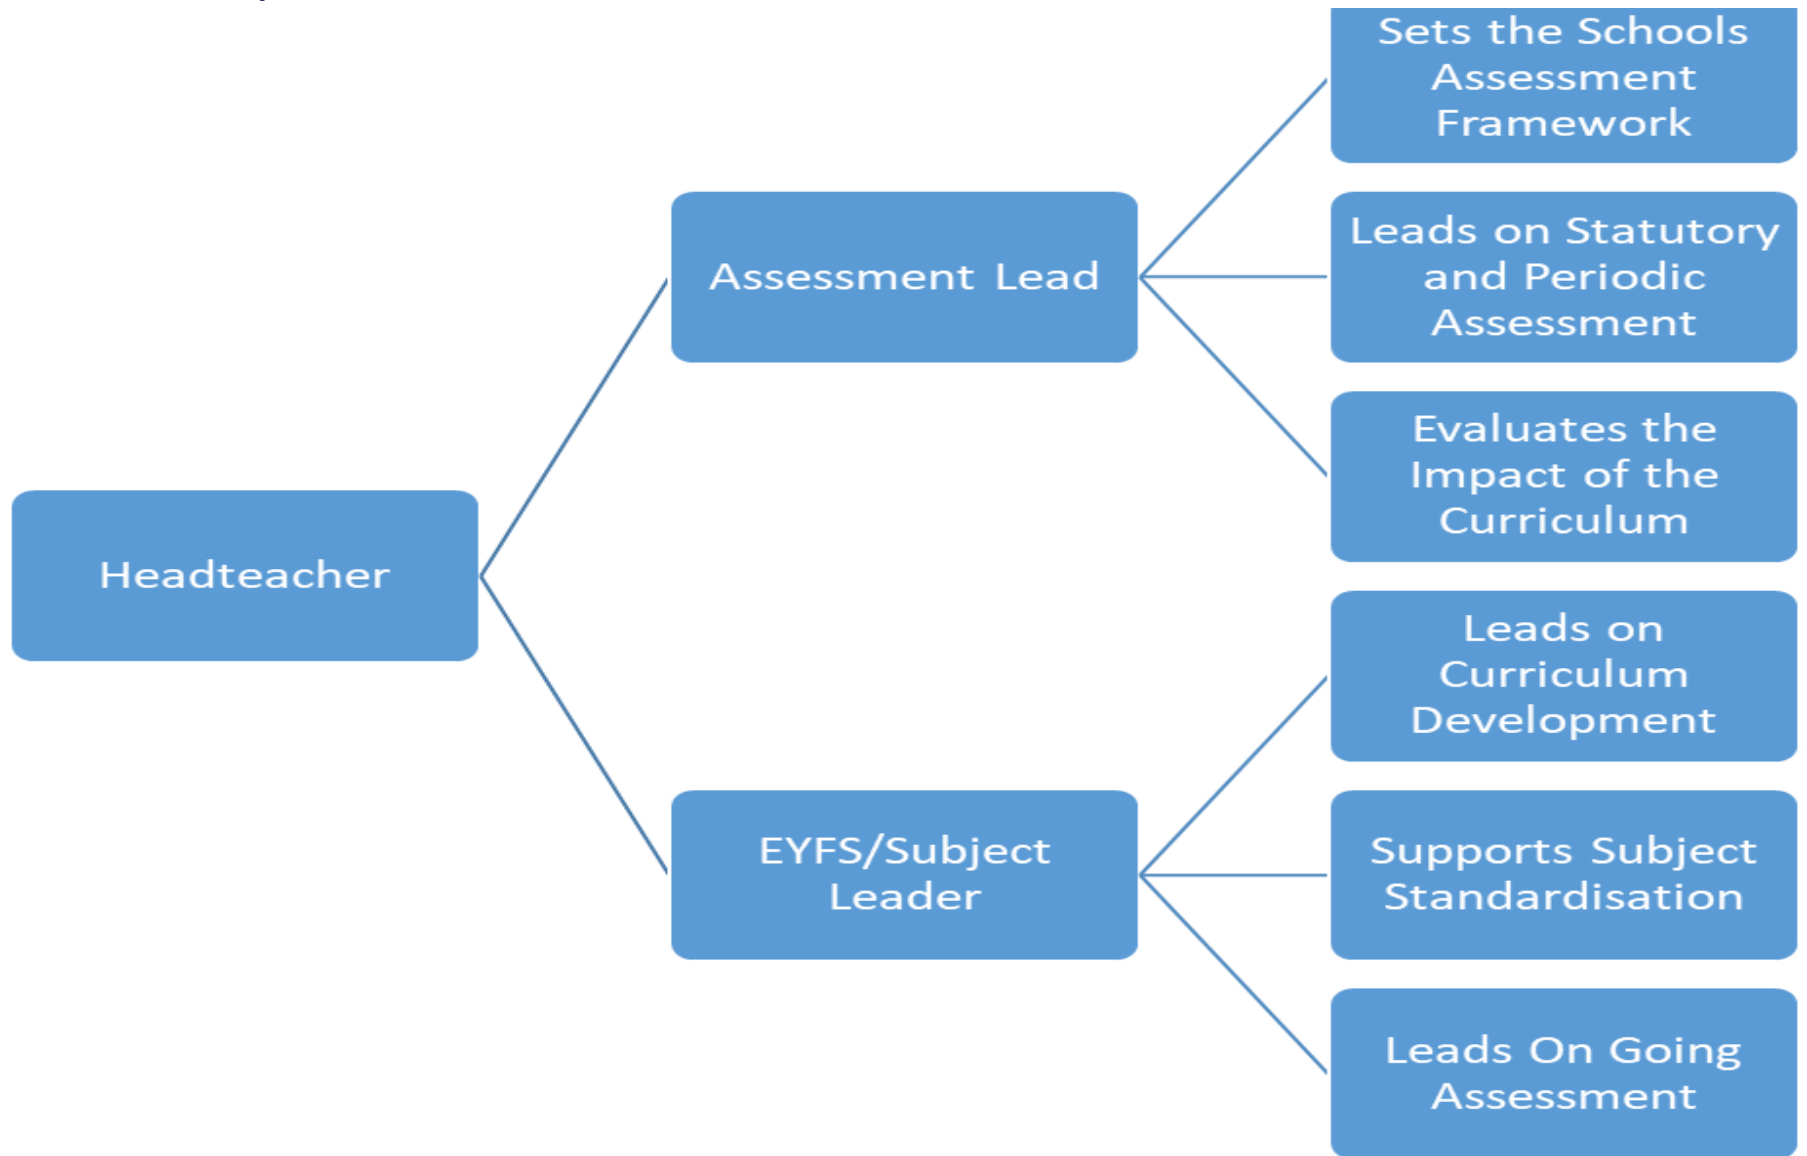 Sets the Schools
Assessment
Framework
Assessment Lead
Leads on Statutory
and Periodic
Assessment
Evaluates the
Impact of the
Curriculum
Headteacher
Leads on
Curriculum
Development
EYFS/Subject
Leader
Supports Subject
Standardisation
Leads On Going
Assessment